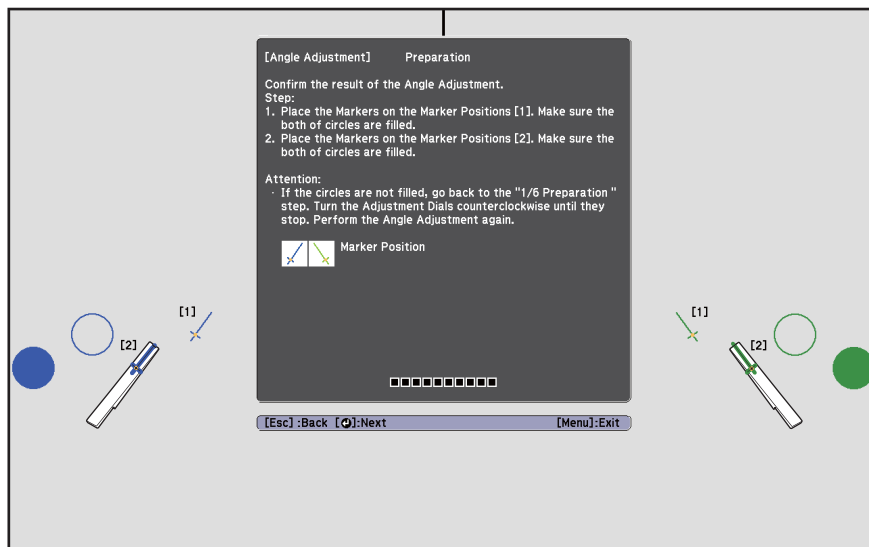 [Angle Adjustment] Preparation
Confirm the result of the Angle Adjustment.
Step:
1. Place the Markers on the Marker Positions [1]. Make sure the
both of circles are filled.
2. Place the Markers on the Marker Positions [2]. Make sure the
both of circles are filled.
Attention:
· If the circles are not filled, go back to the "1/6 Preparation "
step. Turn the Adjustment Dials counterclockwise until they
stop. Perform the Angle Adjustment again.
Marker Position
[1]
[2]
[1]
[2]
[Esc] :Back [⏎]:Next [Menu]:Exit